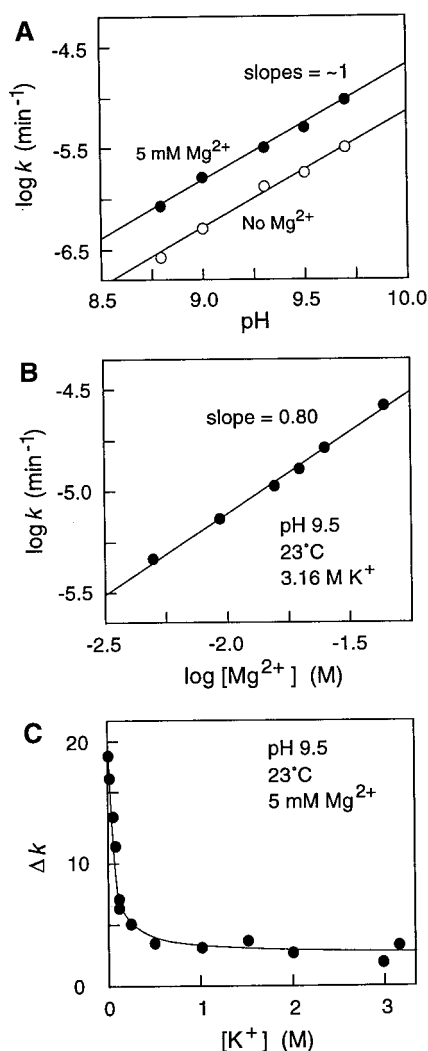 A
-4.5
-5.5
-6.5
log k (min⁻¹)
slopes = ~1
5 mM Mg²⁺
No Mg²⁺
8.5 9.0 9.5 10.0
pH
B
-4.5
-5.0
-5.5
log k (min⁻¹)
slope = 0.80
pH 9.5
23°C
3.16 M K⁺
-2.5 -2.0 -1.5
log [Mg²⁺] (M)
C
20
10
0
Δk
pH 9.5
23°C
5 mM Mg²⁺
0 1 2 3
[K⁺] (M)